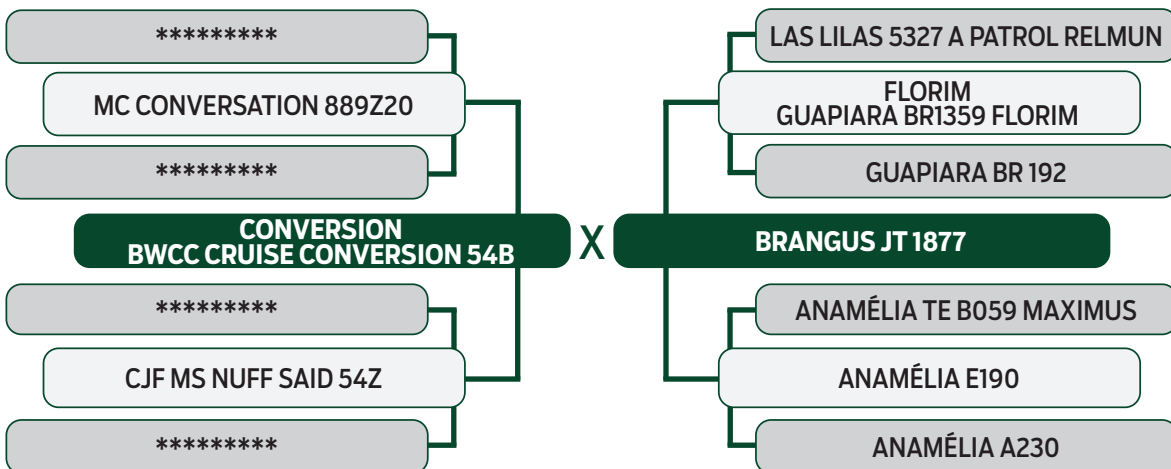 *********
MC CONVERSATION 889Z20
*********
CONVERSION
BWCC CRUISE CONVERSION 54B
*********
CJF MS NUFF SAID 54Z
*********
X
LAS LILAS 5327 A PATROL RELMUN
FLORIM
GUAPIARA BR1359 FLORIM
GUAPIARA BR 192
BRANGUS JT 1877
ANAMÉLIA TE B059 MAXIMUS
ANAMÉLIA E190
ANAMÉLIA A230